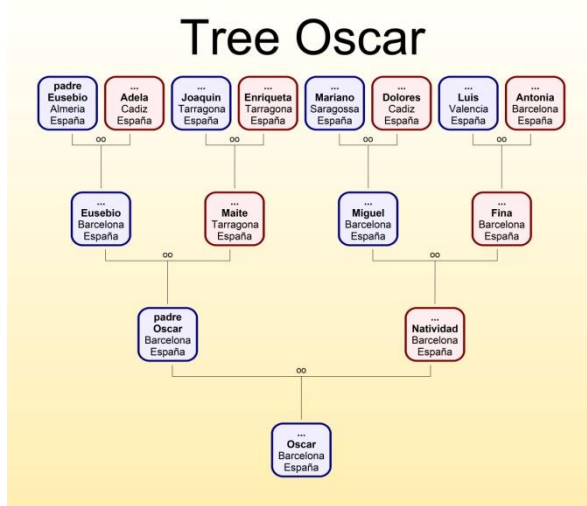 Tree Oscar
padre
Eusebio
Almeria
España
...
Adela
Cadiz
España
...
Joaquin
Tarragona
España
...
Enriqueta
Tarragona
España
...
Mariano
Saragossa
España
...
Dolores
Cadiz
España
...
Luis
Valencia
España
...
Antonia
Barcelona
España
oo
oo
oo
oo
...
Eusebio
Barcelona
España
...
Maite
Tarragona
España
...
Miguel
Barcelona
España
...
Fina
Barcelona
España
oo
oo
padre
Oscar
Barcelona
España
...
Natividad
Barcelona
España
oo
...
Oscar
Barcelona
España